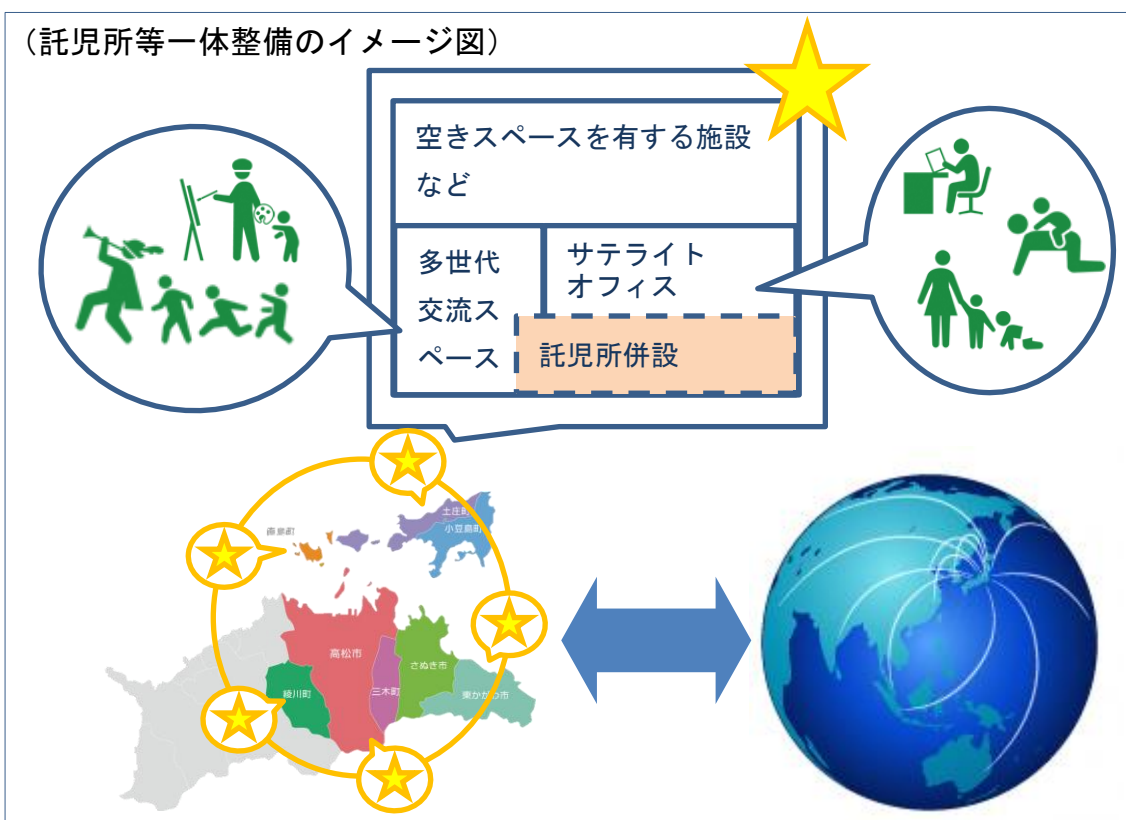 （託児所等一体整備のイメージ図）
空きスペースを有する施設
など
多世代
交流ス
ペース
サテライト
オフィス
託児所併設
直島町
土庄町
小豆島町
高松市
さぬき市
三木町
綾川町
東かがわ市